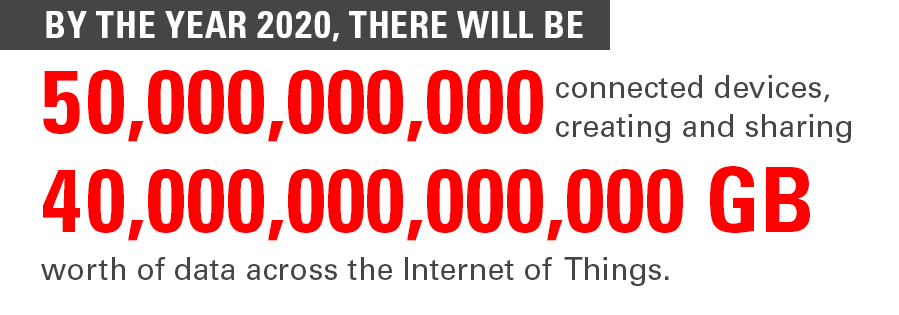 BY THE YEAR 2020, THERE WILL BE
50,000,000,000 connected devices,
creating and sharing
40,000,000,000,000 GB
worth of data across the Internet of Things.